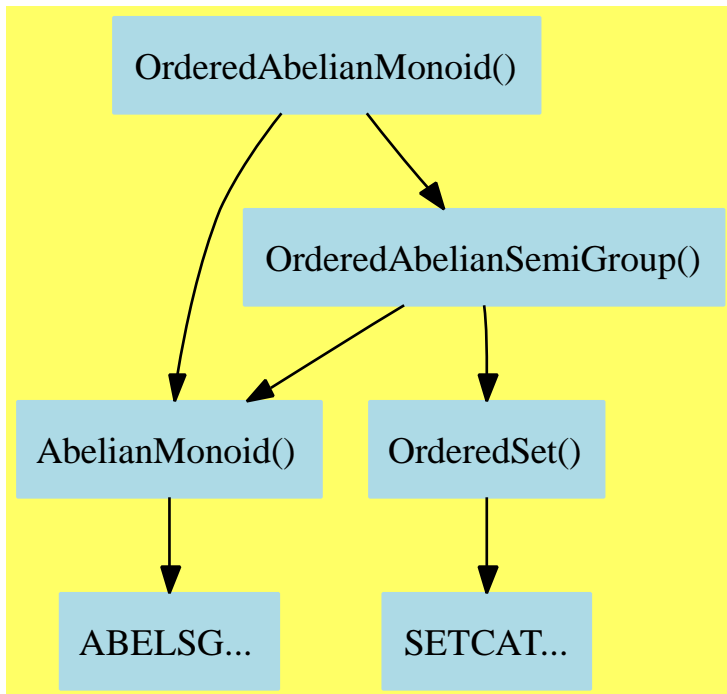 OrderedAbelianMonoid()
OrderedAbelianSemiGroup()
AbelianMonoid()
OrderedSet()
ABELSG...
SETCAT...